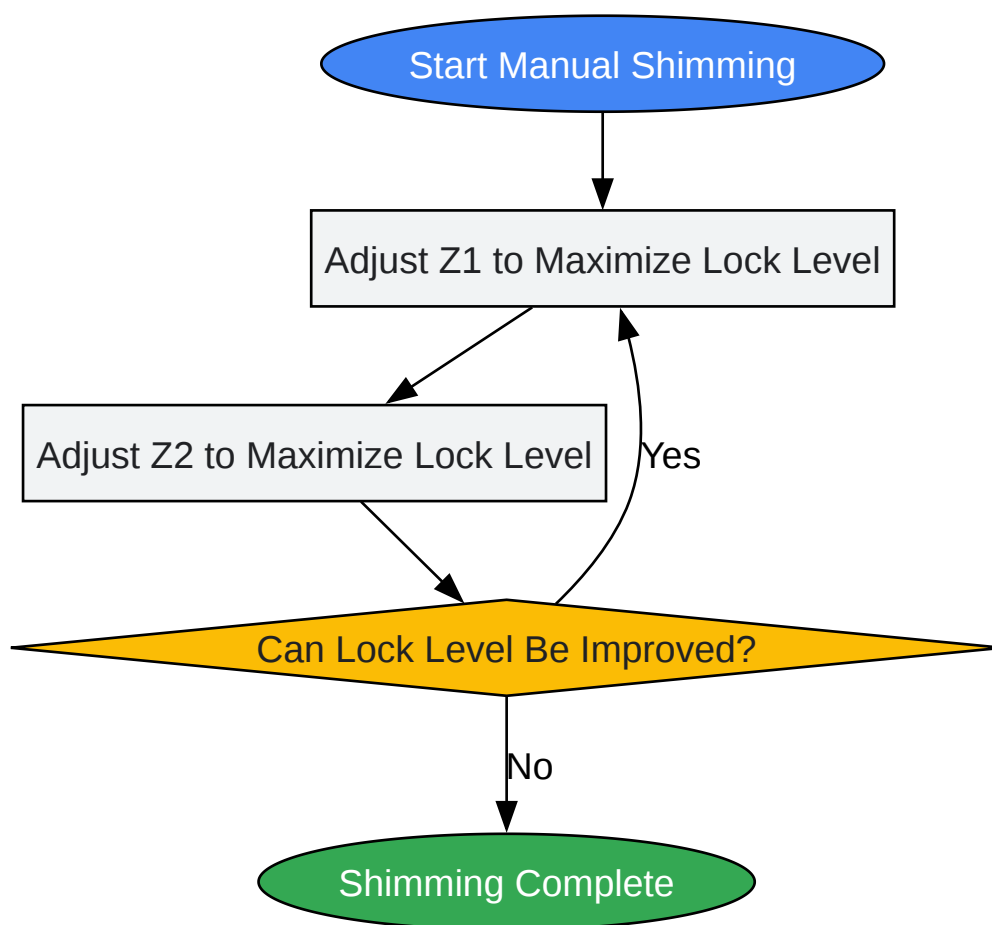 Start Manual Shimming
Adjust Z1 to Maximize Lock Level
Adjust Z2 to Maximize Lock Level
Yes
Can Lock Level Be Improved?
No
Shimming Complete